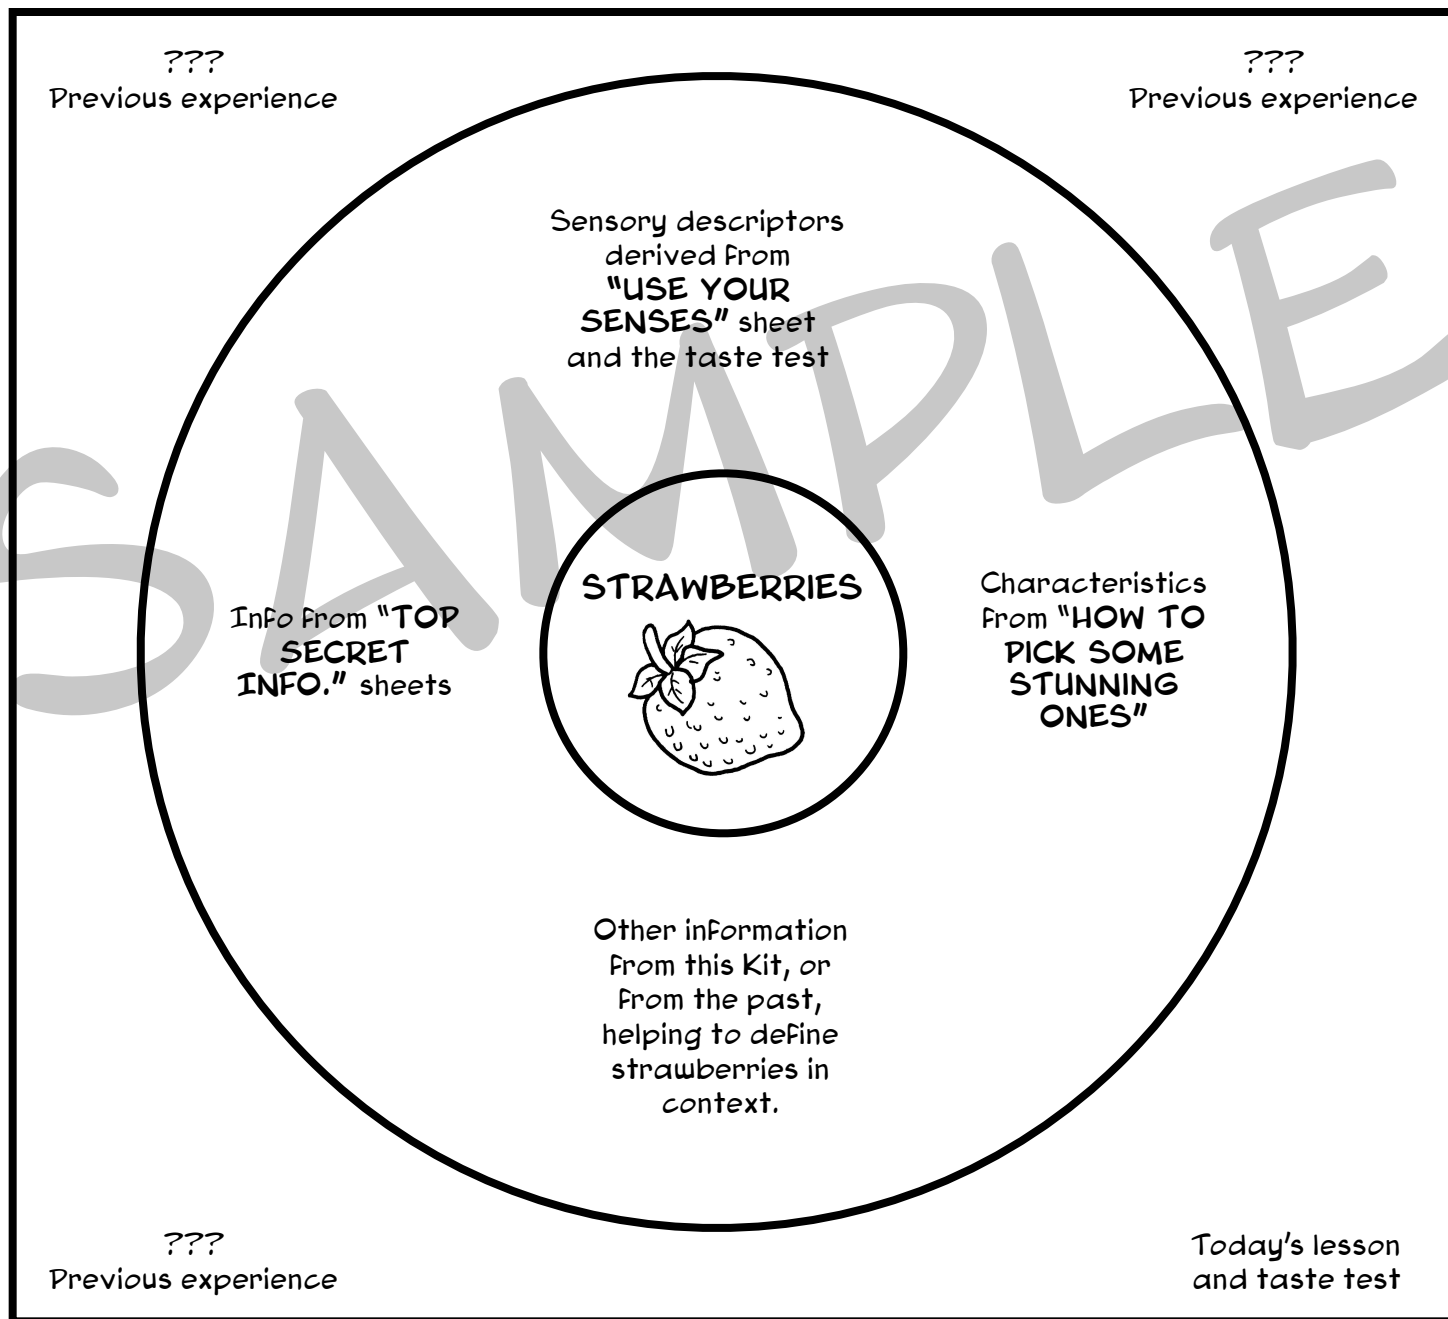 ???
Previous experience
???
Previous experience
Sensory descriptors
derived from
"USE YOUR
SENSES" sheet
and the taste test
SAMPLE
STRAWBERRIES
Info from "TOP
SECRET
INFO." sheets
Characteristics
from "HOW TO
PICK SOME
STUNNING
ONES"
Other information
from this Kit, or
from the past,
helping to define
strawberries in
context.
???
Previous experience
Today's lesson
and taste test